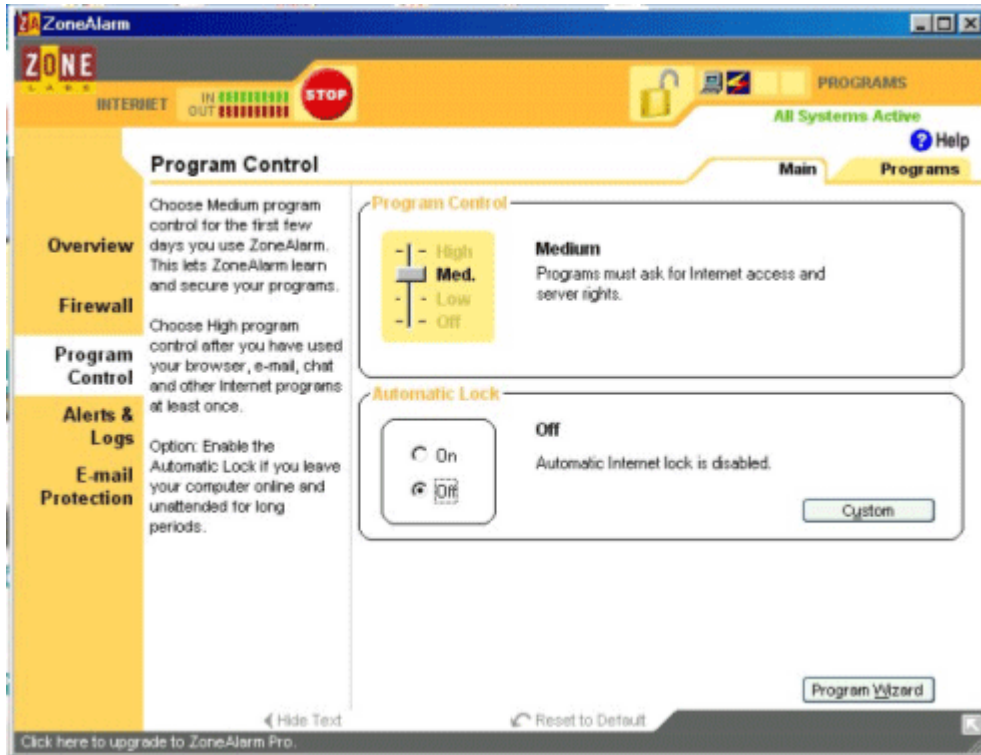 ZoneAlarm
ZONE
LABS
INTERNET
IN
OUT
STOP
PROGRAMS
All Systems Active
Help
Program Control
Main
Programs
Overview
Firewall
Program
Control
Alerts &
Logs
E-mail
Protection
Choose Medium program
control for the first few
days you use ZoneAlarm.
This lets ZoneAlarm learn
and secure your programs.
Choose High program
control after you have used
your browser, e-mail, chat
and other Internet programs
at least once.
Option: Enable the
Automatic Lock if you leave
your computer online and
unattended for long
periods.
Program Control
High
Med.
Low
Off
Medium
Programs must ask for Internet access and
server rights.
Automatic Lock
On
Off
Off
Automatic Internet lock is disabled.
Custom
Program Wizard
Hide Text
Reset to Default
Click here to upgrade to ZoneAlarm Pro.